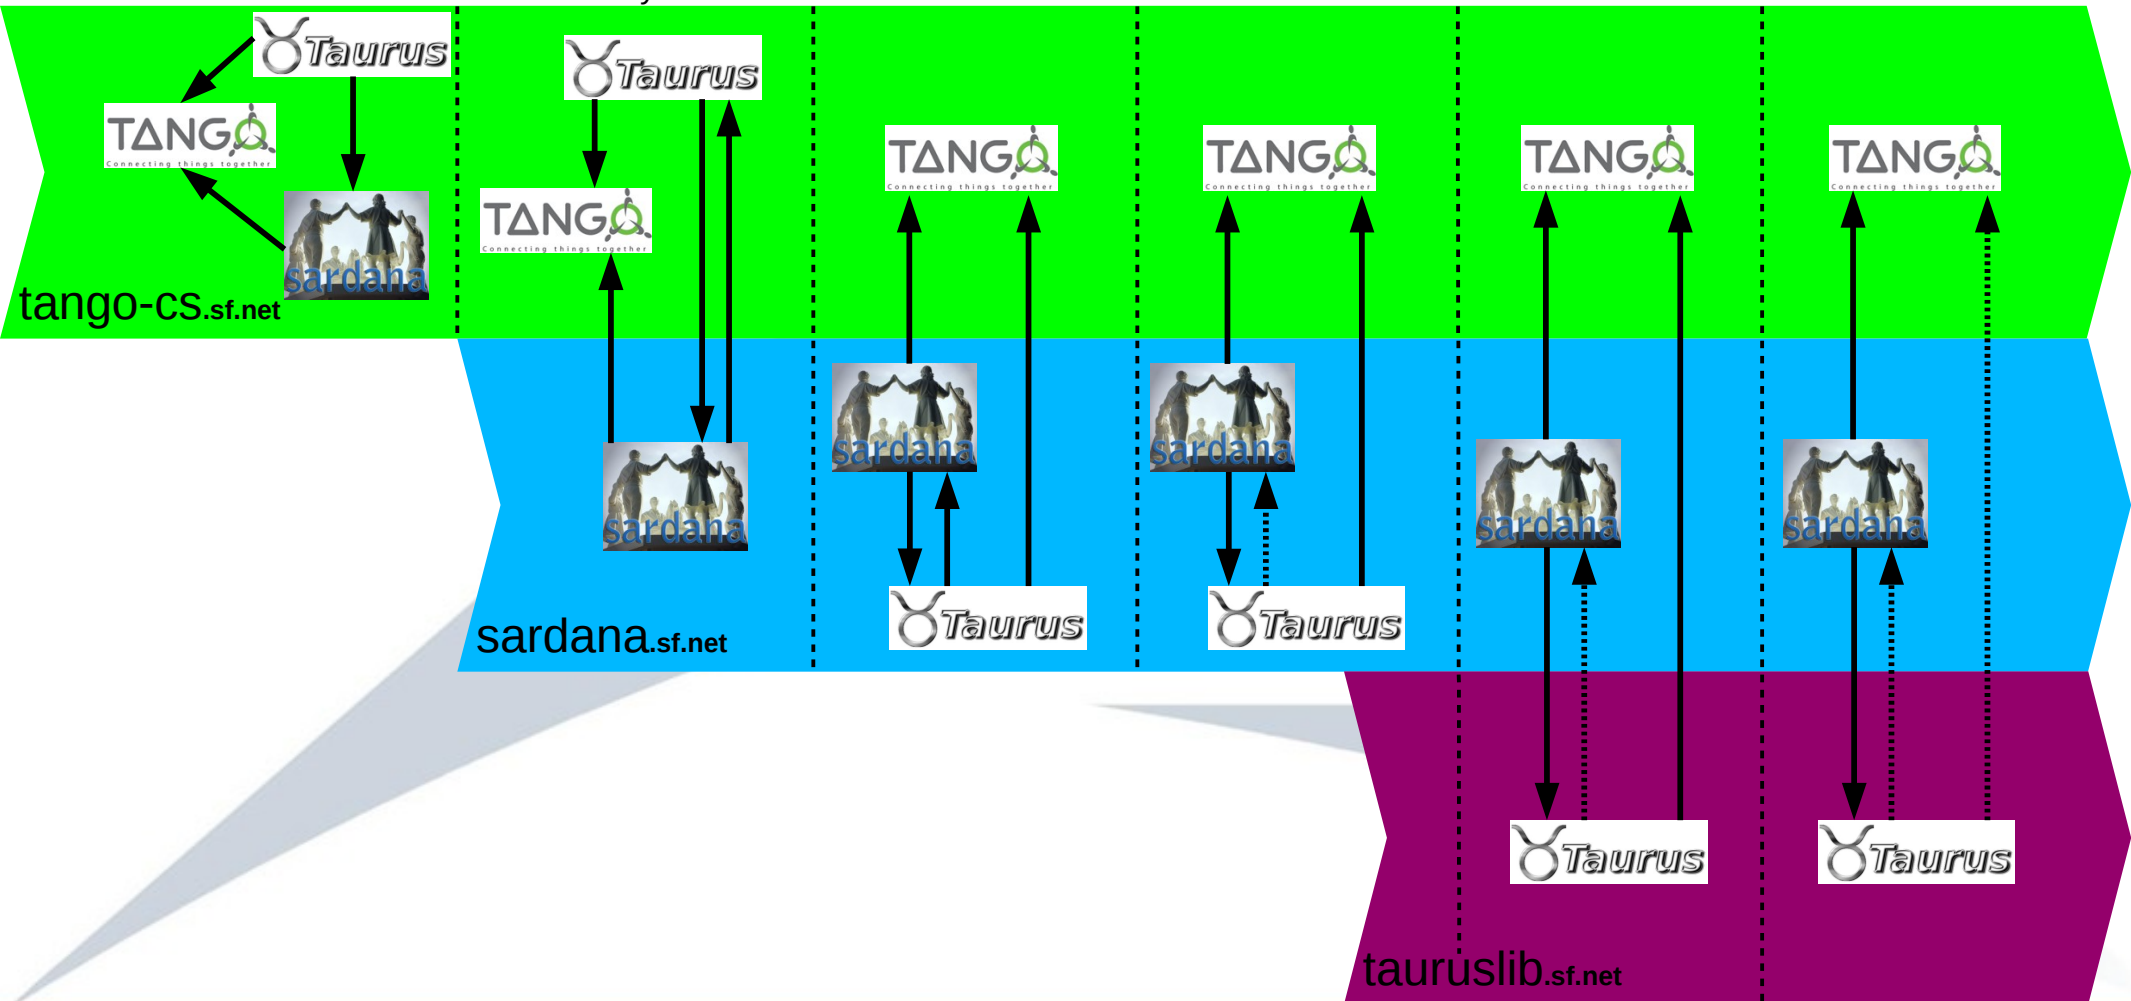 Taurus
TANGO
Connecting things together
sardana
tango-cs.sf.net
Taurus
TANGO
Connecting things together
sardana
sardana.sf.net
TANGO
Connecting things together
sardana
Taurus
TANGO
Connecting things together
sardana
Taurus
TANGO
Connecting things together
sardana
Taurus
TANGO
Connecting things together
sardana
Taurus
tauruslib.sf.net